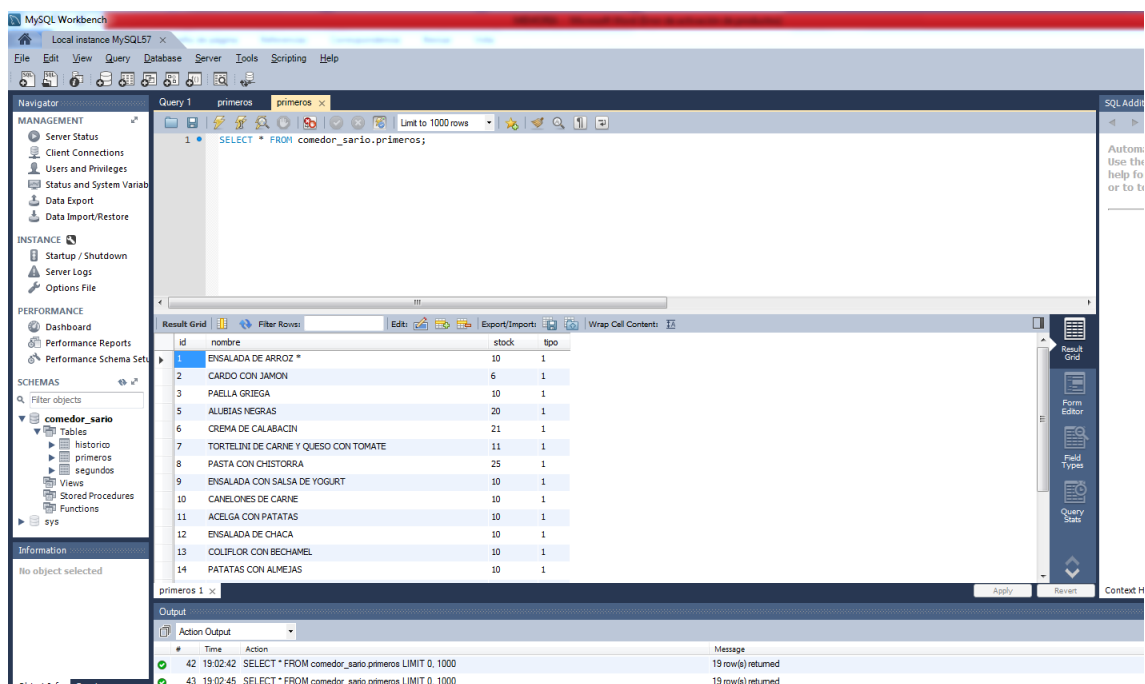 MySQL Workbench
Local instance MySQL57
File Edit View Query Database Server Tools Scripting Help
Navigator
MANAGEMENT
Server Status
Client Connections
Users and Privileges
Status and System Variab
Data Export
Data Import/Restore
INSTANCE
Startup / Shutdown
Server Logs
Options File
PERFORMANCE
Dashboard
Performance Reports
Performance Schema Setu
SCHEMAS
Filter objects
comedor_sario
Tables
historico
primeros
segundos
Views
Stored Procedures
Functions
sys
Information
No object selected
Query 1 primeros primeros
Limit to 1000 rows
1 SELECT * FROM comedor_sario.primeros;
Result Grid Filter Rows: Edit: Export/Import: Wrap Cell Content:
id nombre stock tipo
1 ENSALADA DE ARROZ * 10 1
2 CARDO CON JAMON 6 1
3 PAELLA GRIEGA 10 1
5 ALUBIAS NEGRAS 20 1
6 CREMA DE CALABACIN 21 1
7 TORTELINI DE CARNE Y QUESO CON TOMATE 11 1
8 PASTA CON CHISTORRA 25 1
9 ENSALADA CON SALSA DE YOGURT 10 1
10 CANELONES DE CARNE 10 1
11 ACELGA CON PATATAS 10 1
12 ENSALADA DE CHACA 10 1
13 COLIFLOR CON BECHAMEL 10 1
14 PATATAS CON ALMEJAS 10 1
Result Grid
Form Editor
Field Types
Query Stats
primeros 1 Apply Revert
Output
Action Output
# Time Action Message
42 19:02:42 SELECT * FROM comedor_sario.primeros LIMIT 0, 1000 19 row(s) returned
43 19:02:45 SELECT * FROM comedor_sario.primeros LIMIT 0, 1000 19 row(s) returned
SQL Addit
Automa
Use the
help fo
or to t
Context H